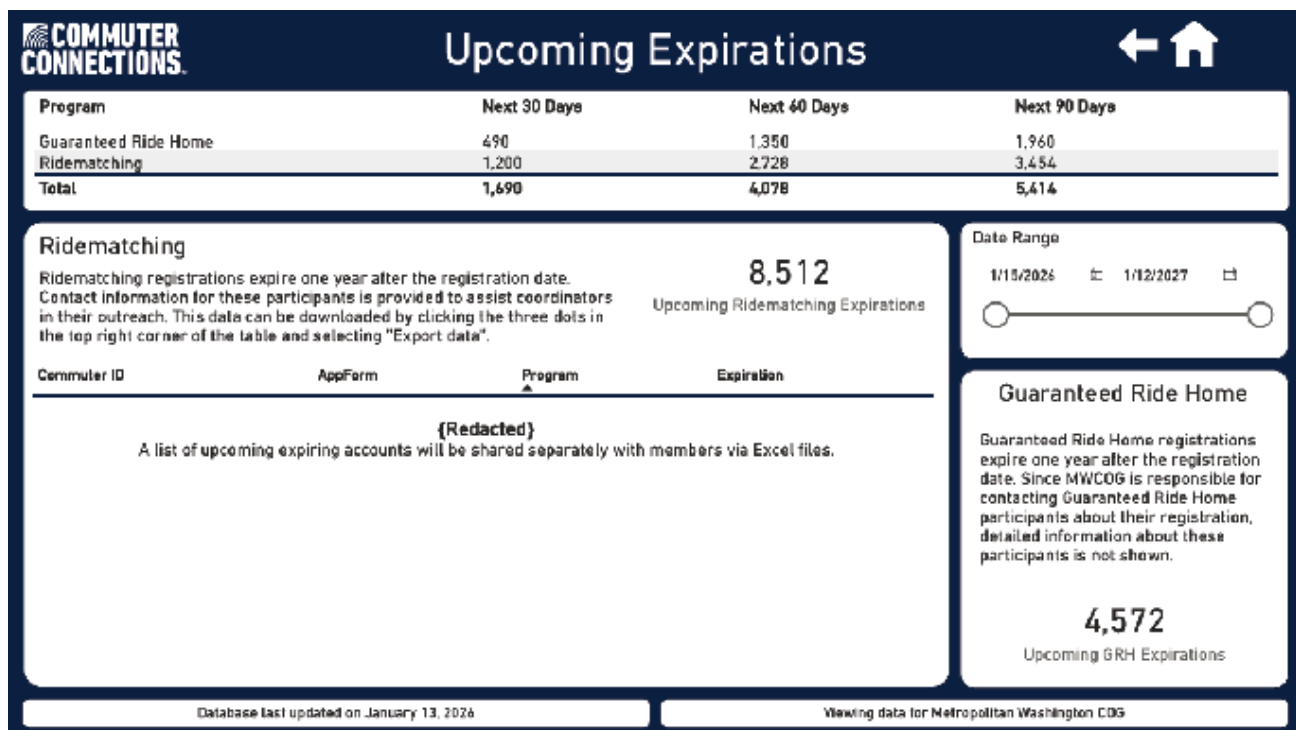 COMMUTER
CONNECTIONS.
Upcoming Expirations
Program Next 30 Days Next 60 Days Next 90 Days
Guaranteed Ride Home 490 1,350 1,960
Ridematching 1,200 2,728 3,454
Total 1,690 4,078 5,414
Ridematching
Ridematching registrations expire one year after the registration date.
Contact information for these participants is provided to assist coordinators
in their outreach. This data can be downloaded by clicking the three dots in
the top right corner of the table and selecting "Export data".
8,512
Upcoming Ridematching Expirations
Commuter ID AppForm Program Expiration
{Redacted}
A list of upcoming expiring accounts will be shared separately with members via Excel files.
Date Range
1/15/2026 1/12/2027
Guaranteed Ride Home
Guaranteed Ride Home registrations
expire one year after the registration
date. Since MWCOG is responsible for
contacting Guaranteed Ride Home
participants about their registration,
detailed information about these
participants is not shown.
4,572
Upcoming GRH Expirations
Database last updated on January 13, 2026
Viewing data for Metropolitan Washington COG